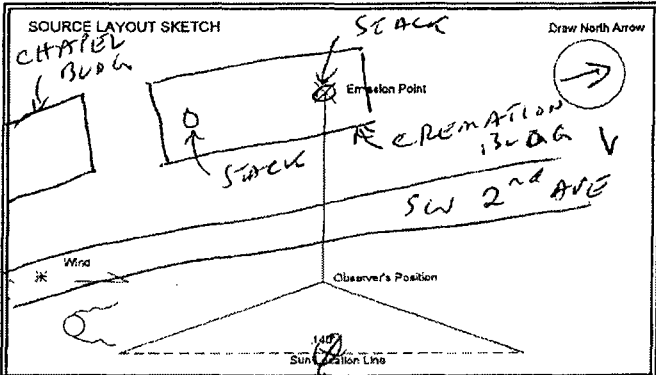 SOURCE LAYOUT SKETCH
Draw North Arrow
STACK
CHAPEL
BLDG
Emission Point
STACK
CREMATION
BLDG
SW 2nd AVE
Wind
Observer's Position
140°
Sun Location Line